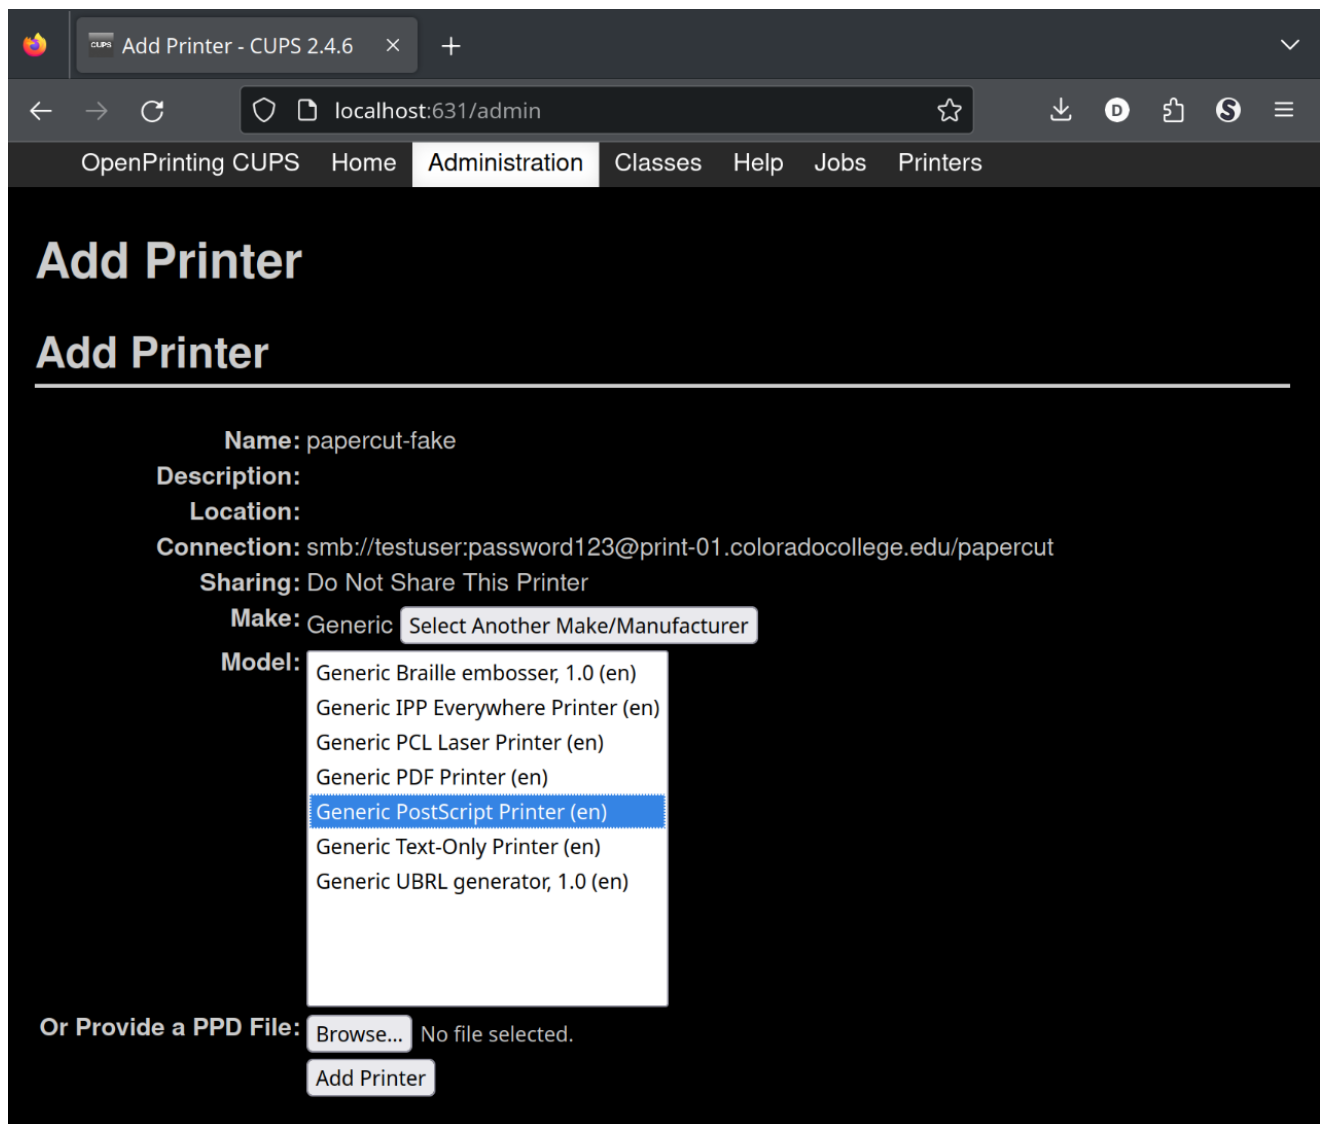 CUPS Add Printer - CUPS 2.4.6
localhost:631/admin
OpenPrinting CUPS Home Administration Classes Help Jobs Printers
Add Printer
Add Printer
Name: papercut-fake
Description:
Location:
Connection: smb://testuser:password123@print-01.coloradocollege.edu/papercut
Sharing: Do Not Share This Printer
Make: Generic Select Another Make/Manufacturer
Model:
Generic Braille embosser, 1.0 (en)
Generic IPP Everywhere Printer (en)
Generic PCL Laser Printer (en)
Generic PDF Printer (en)
Generic PostScript Printer (en)
Generic Text-Only Printer (en)
Generic UBRL generator, 1.0 (en)
Or Provide a PPD File: Browse... No file selected.
Add Printer